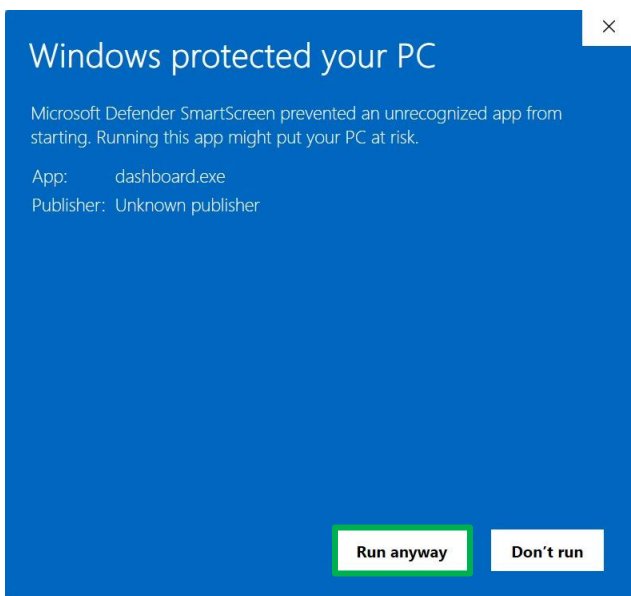 Windows protected your PC
Microsoft Defender SmartScreen prevented an unrecognized app from
starting. Running this app might put your PC at risk.
App: dashboard.exe
Publisher: Unknown publisher
Run anyway Don't run